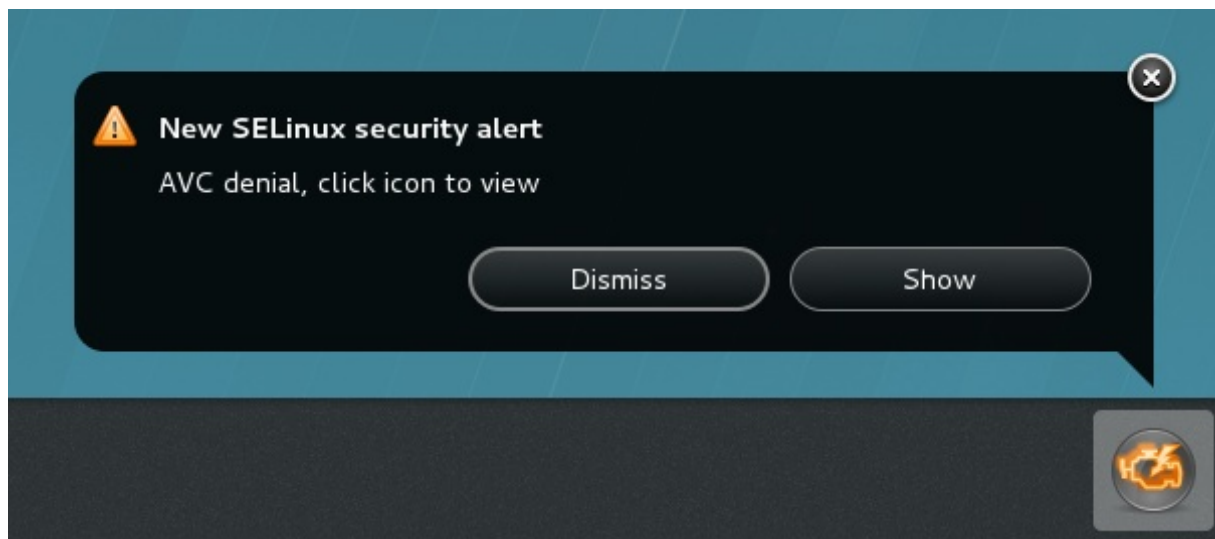 New SELinux security alert
AVC denial, click icon to view
Dismiss
Show